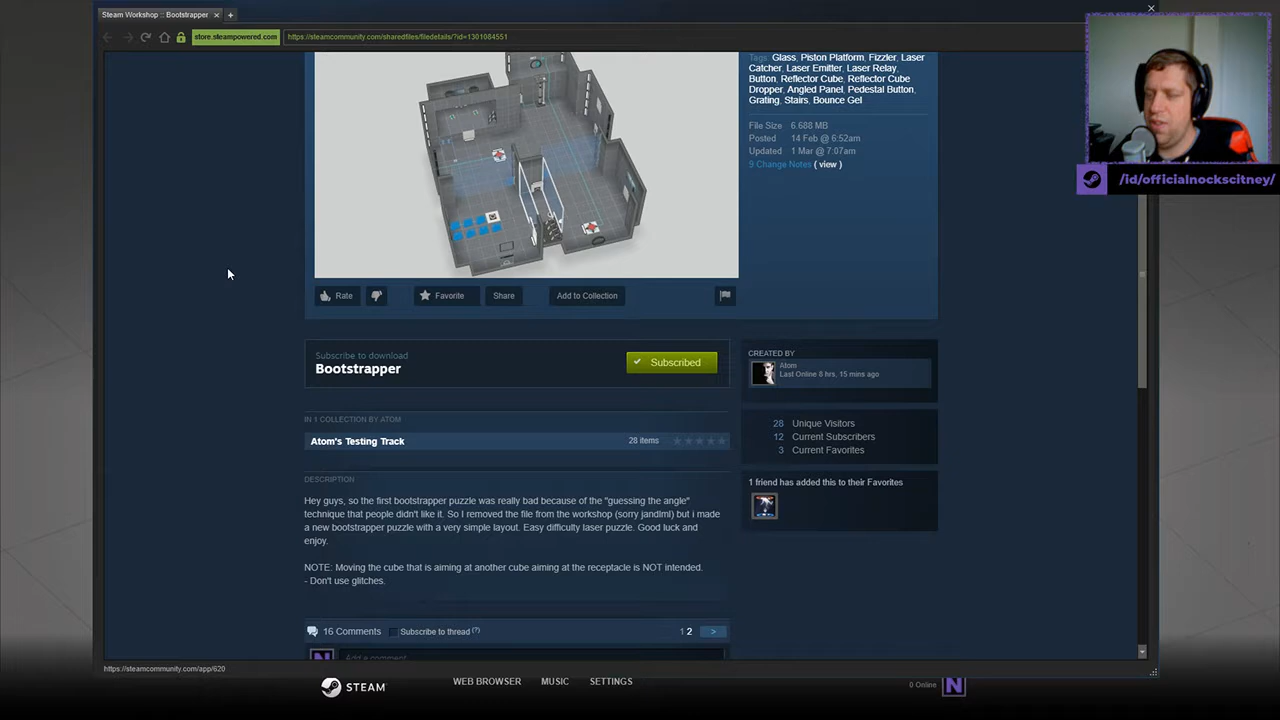 Steam Workshop :: Bootstrapper
store.steampowered.com
https://steamcommunity.com/sharedfiles/filedetails/?id=1301084551
Tags: Glass, Piston Platform, Fizzler, Laser
Catcher, Laser Emitter, Laser Relay,
Button, Reflector Cube, Reflector Cube
Dropper, Angled Panel, Pedestal Button,
Grating, Stairs, Bounce Gel
File Size 6.688 MB
Posted 14 Feb @ 6:52am
Updated 1 Mar @ 7:07am
9 Change Notes ( view )
/id/officialnockscitney/
Rate
Favorite
Share
Add to Collection
Subscribe to download
Bootstrapper
Subscribed
CREATED BY
Atom
Last Online 8 hrs, 15 mins ago
IN 1 COLLECTION BY ATOM
Atom's Testing Track
28 items
28 Unique Visitors
12 Current Subscribers
3 Current Favorites
DESCRIPTION
1 friend has added this to their Favorites
Hey guys, so the first bootstrapper puzzle was really bad because of the "guessing the angle"
technique that people didn't like it. So I removed the file from the workshop (sorry jandlml) but i made
a new bootstrapper puzzle with a very simple layout. Easy difficulty laser puzzle. Good luck and
enjoy.
NOTE: Moving the cube that is aiming at another cube aiming at the receptacle is NOT intended.
- Don't use glitches.
16 Comments
Subscribe to thread (?)
1 2 >
Add a comment
https://steamcommunity.com/app/620
STEAM
WEB BROWSER
MUSIC
SETTINGS
0 Online
N